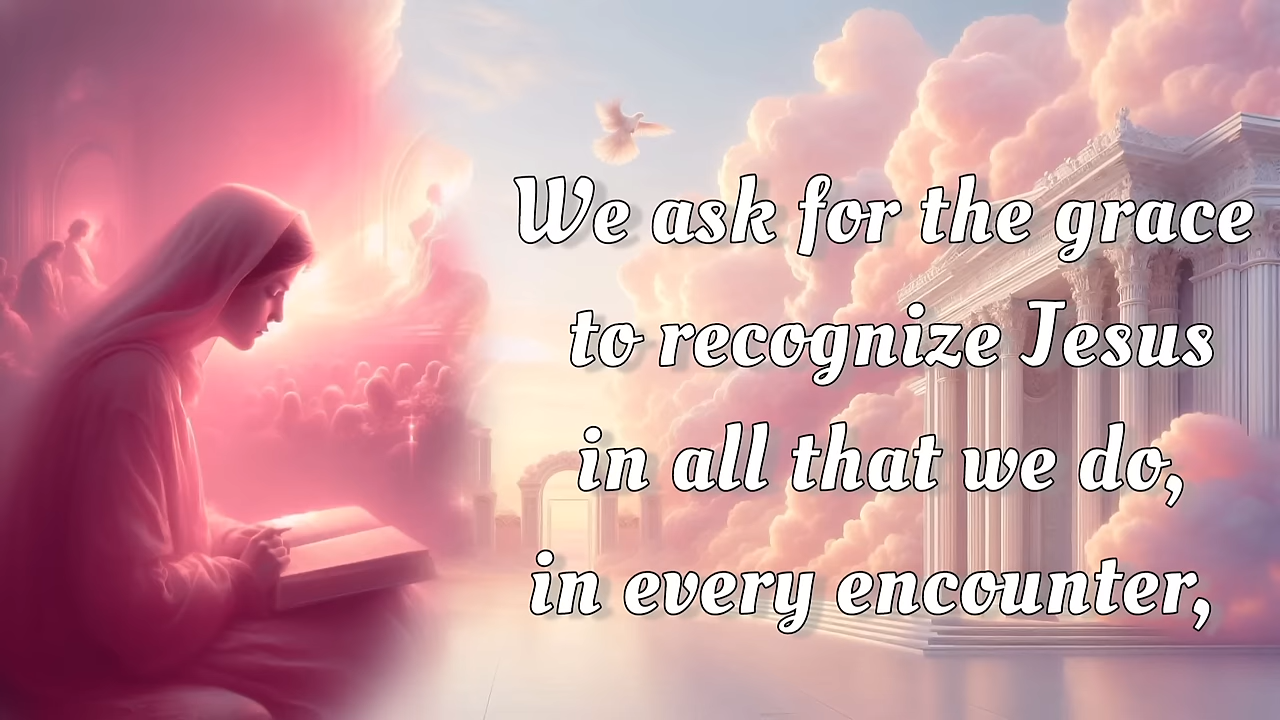 We ask for the grace
to recognize Jesus
in all that we do,
in every encounter,